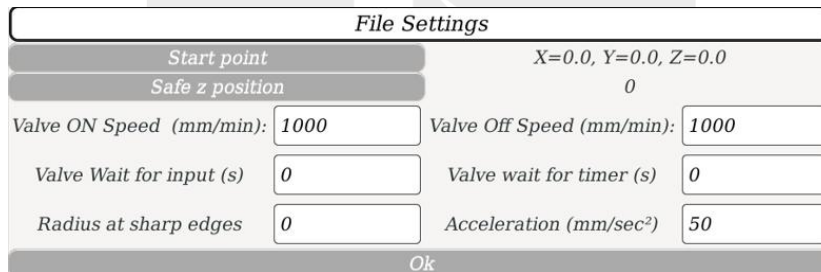 File Settings
Start point X=0.0, Y=0.0, Z=0.0
Safe z position 0
Valve ON Speed (mm/min): 1000 Valve Off Speed (mm/min): 1000
Valve Wait for input (s) 0 Valve wait for timer (s) 0
Radius at sharp edges 0 Acceleration (mm/sec²) 50
Ok